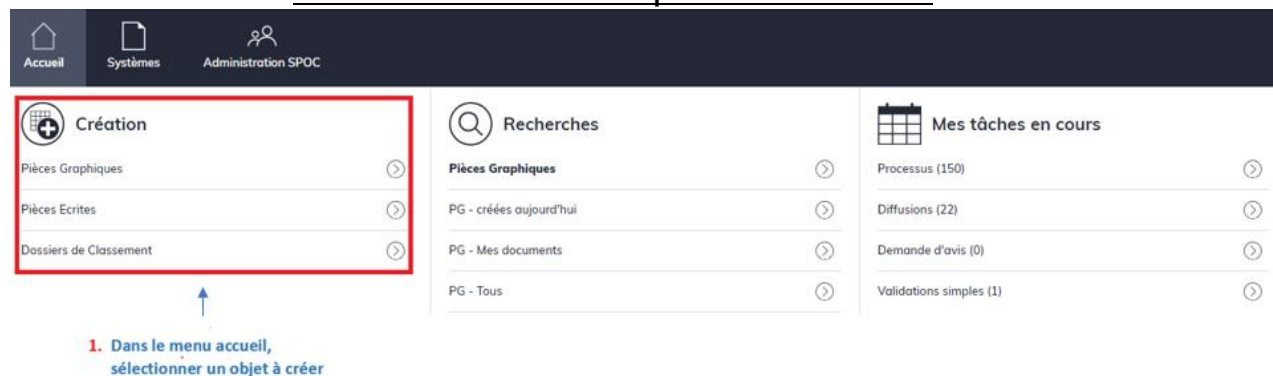 Accueil
Systèmes
Administration SPOC
Création
Pièces Graphiques
Pièces Ecrites
Dossiers de Classement
Recherches
Pièces Graphiques
PG - créées aujourd'hui
PG - Mes documents
PG - Tous
Mes tâches en cours
Processus (150)
Diffusions (22)
Demande d'avis (0)
Validations simples (1)
1. Dans le menu accueil,
sélectionner un objet à créer